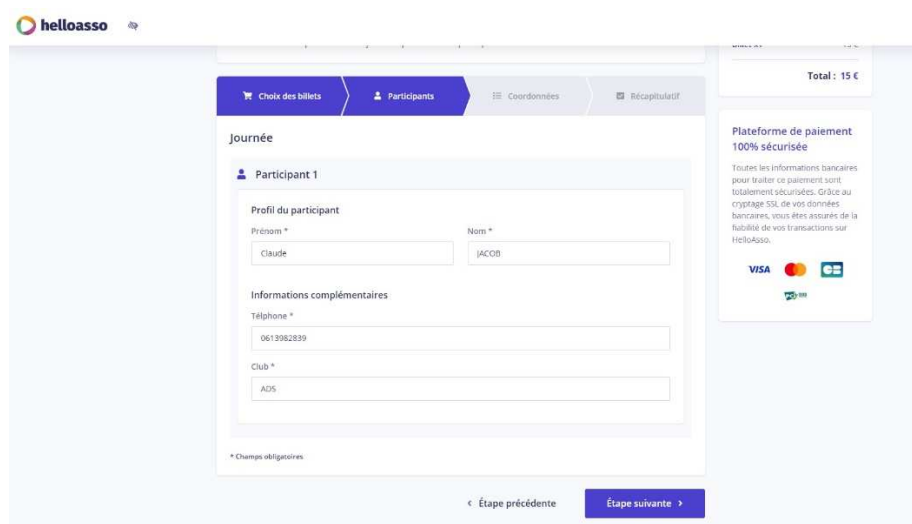 helloasso
Total : 15 €
Choix des billets
Participants
Coordonnées
Récapitulatif
Journée
Participant 1
Profil du participant
Prénom *
Nom *
Claude
JACOB
Informations complémentaires
Télphone *
0613982839
Club *
ADS
* Champs obligatoires
Étape précédente
Étape suivante
Plateforme de paiement
100% sécurisée
Toutes les informations bancaires
pour traiter ce paiement sont
totalement sécurisées. Grâce au
cryptage SSL de vos données
bancaires, vous êtes assurés de la
fiabilité de vos transactions sur
HelloAsso.
VISA
CB